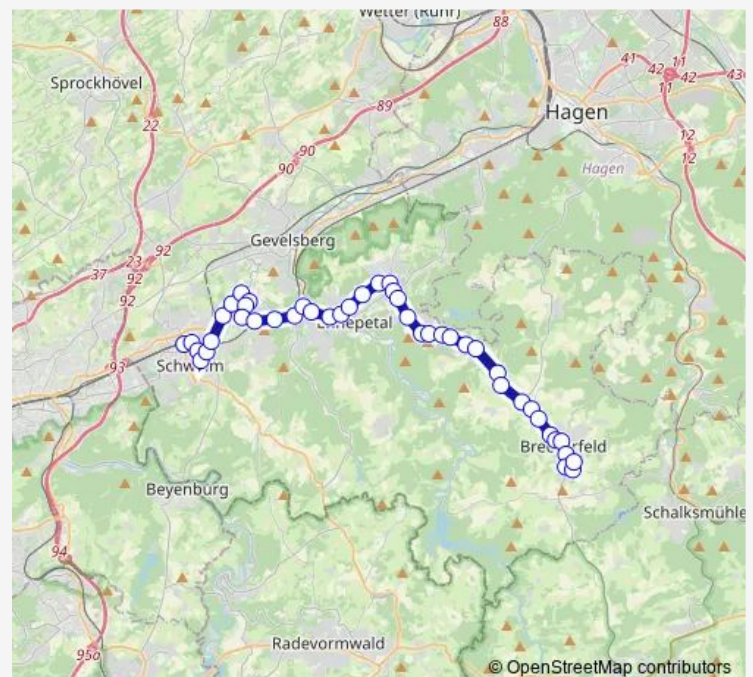 Wetter (Ruhr)
88
Sprockhövel
41
11
42
42
11
43
89
Hagen
22
12
12
90
90
Hagen
Gevelsberg
92
37
23
92
92
Ennepetal
93
Schwelm
Breckerfeld
Beyenburg
Schalksmühle
94
Radevormwald
95a
© OpenStreetMap contributors